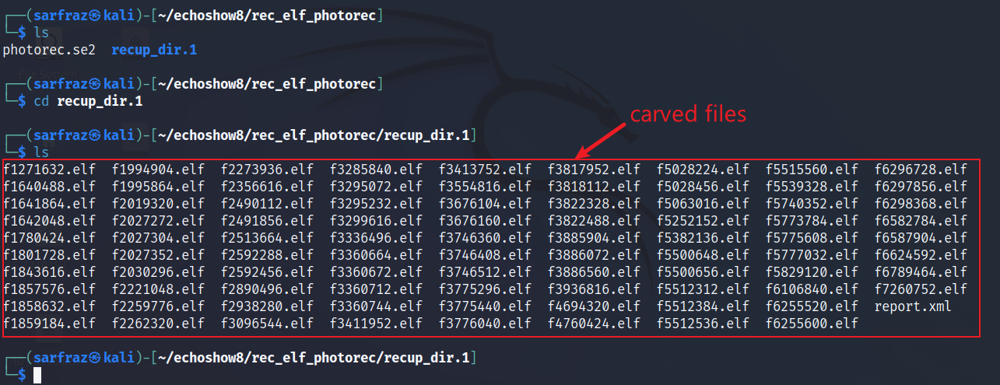 ┌──(sarfraz㉿kali)-[~/echoshow8/rec_elf_photorec]
└─$ ls
photorec.se2 recup_dir.1
┌──(sarfraz㉿kali)-[~/echoshow8/rec_elf_photorec]
└─$ cd recup_dir.1
carved files
┌──(sarfraz㉿kali)-[~/echoshow8/rec_elf_photorec/recup_dir.1]
└─$ ls
f1271632.elf f1994904.elf f2273936.elf f3285840.elf f3413752.elf f3817952.elf f5028224.elf f5515560.elf f6296728.elf
f1640488.elf f1995864.elf f2356616.elf f3295072.elf f3554816.elf f3818112.elf f5028456.elf f5539328.elf f6297856.elf
f1641864.elf f2019320.elf f2490112.elf f3295232.elf f3676104.elf f3822328.elf f5063016.elf f5740352.elf f6298368.elf
f1642048.elf f2027272.elf f2491856.elf f3299616.elf f3676160.elf f3822488.elf f5252152.elf f5773784.elf f6582784.elf
f1780424.elf f2027304.elf f2513664.elf f3336496.elf f3746360.elf f3885904.elf f5382136.elf f5775608.elf f6587904.elf
f1801728.elf f2027352.elf f2592288.elf f3360664.elf f3746408.elf f3886072.elf f5500648.elf f5777032.elf f6624592.elf
f1843616.elf f2030296.elf f2592456.elf f3360672.elf f3746512.elf f3886560.elf f5500656.elf f5829120.elf f6789464.elf
f1857576.elf f2221048.elf f2890496.elf f3360712.elf f3775296.elf f3936816.elf f5512312.elf f6106840.elf f7260752.elf
f1858632.elf f2259776.elf f2938280.elf f3360744.elf f3775440.elf f4694320.elf f5512384.elf f6255520.elf report.xml
f1859184.elf f2262320.elf f3096544.elf f3411952.elf f3776040.elf f4760424.elf f5512536.elf f6255600.elf
┌──(sarfraz㉿kali)-[~/echoshow8/rec_elf_photorec/recup_dir.1]
└─$